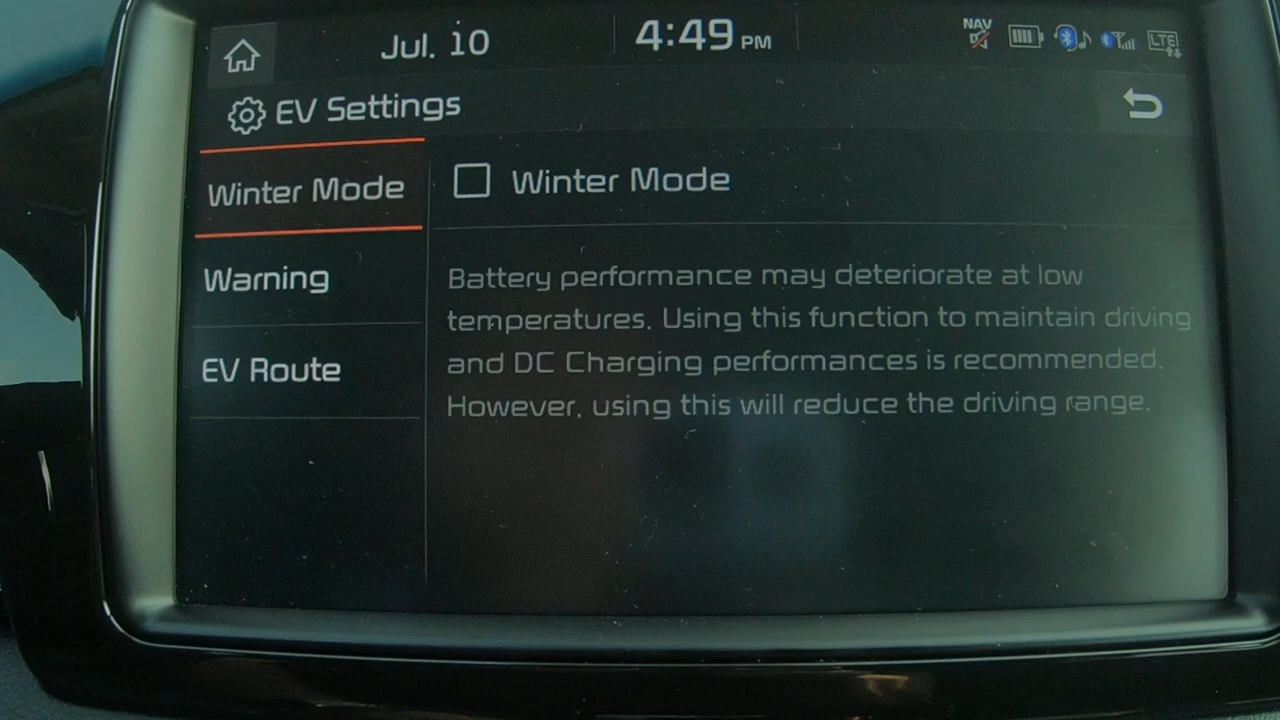 Jul. 10
4:49 PM
NAV
LTE
EV Settings
Winter Mode
Warning
EV Route
Winter Mode
Battery performance may deteriorate at low
temperatures. Using this function to maintain driving
and DC Charging performances is recommended.
However, using this will reduce the driving range.